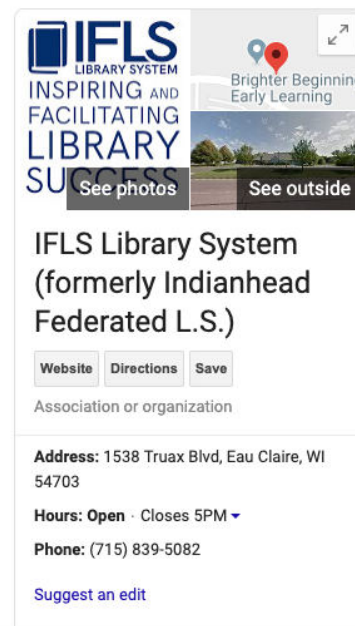 IFLS
LIBRARY SYSTEM
INSPIRING AND
FACILITATING
LIBRARY
SUCCESS
See photos
Brighter Beginnin
Early Learning
See outside
IFLS Library System
(formerly Indianhead
Federated L.S.)
Website Directions Save
Association or organization
Address: 1538 Truax Blvd, Eau Claire, WI
54703
Hours: Open · Closes 5PM
Phone: (715) 839-5082
Suggest an edit